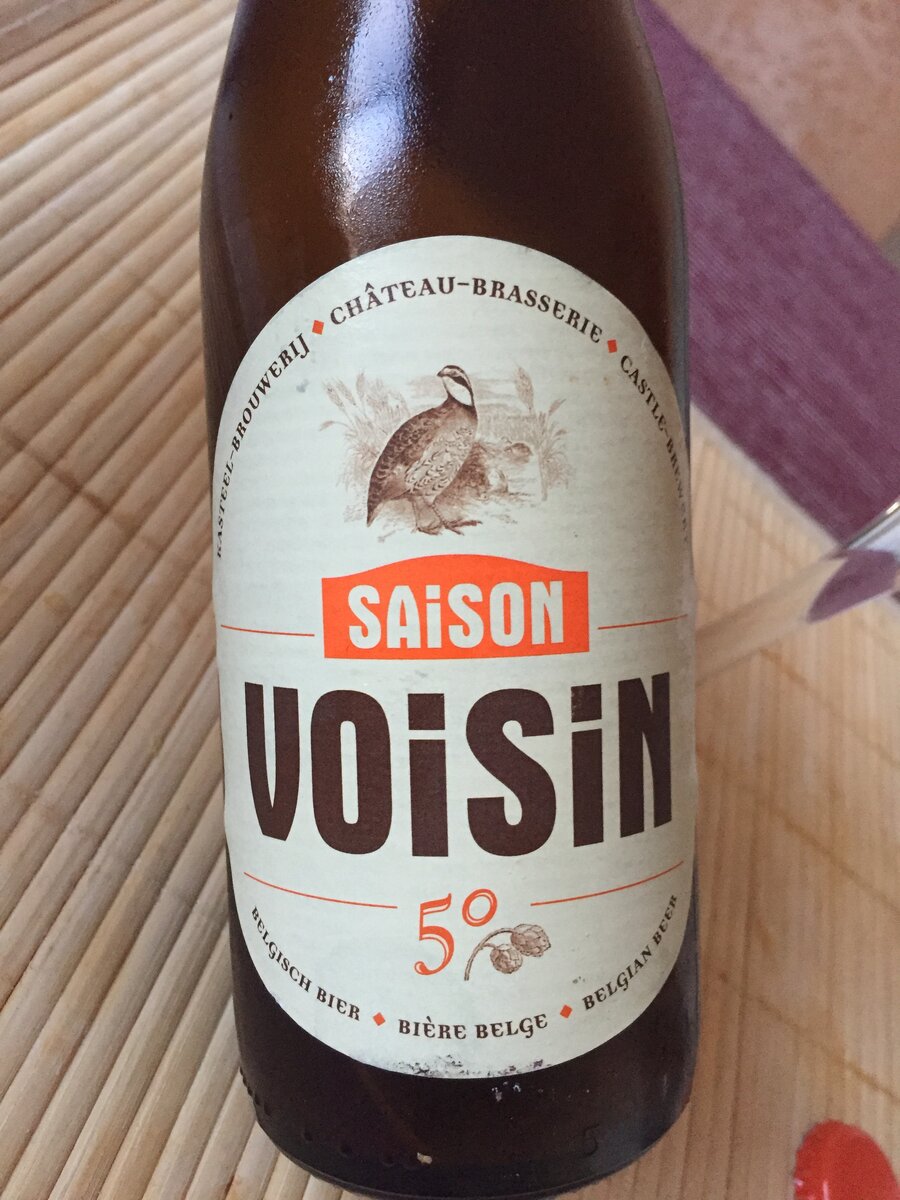 KASTEEL-BROUWERIJ ♦ CHÂTEAU-BRASSERIE ♦ CASTLE-BREWERY
SAiSON
VOiSiN
5°
BELGISCH BIER ♦ BIÈRE BELGE ♦ BELGIAN BEER